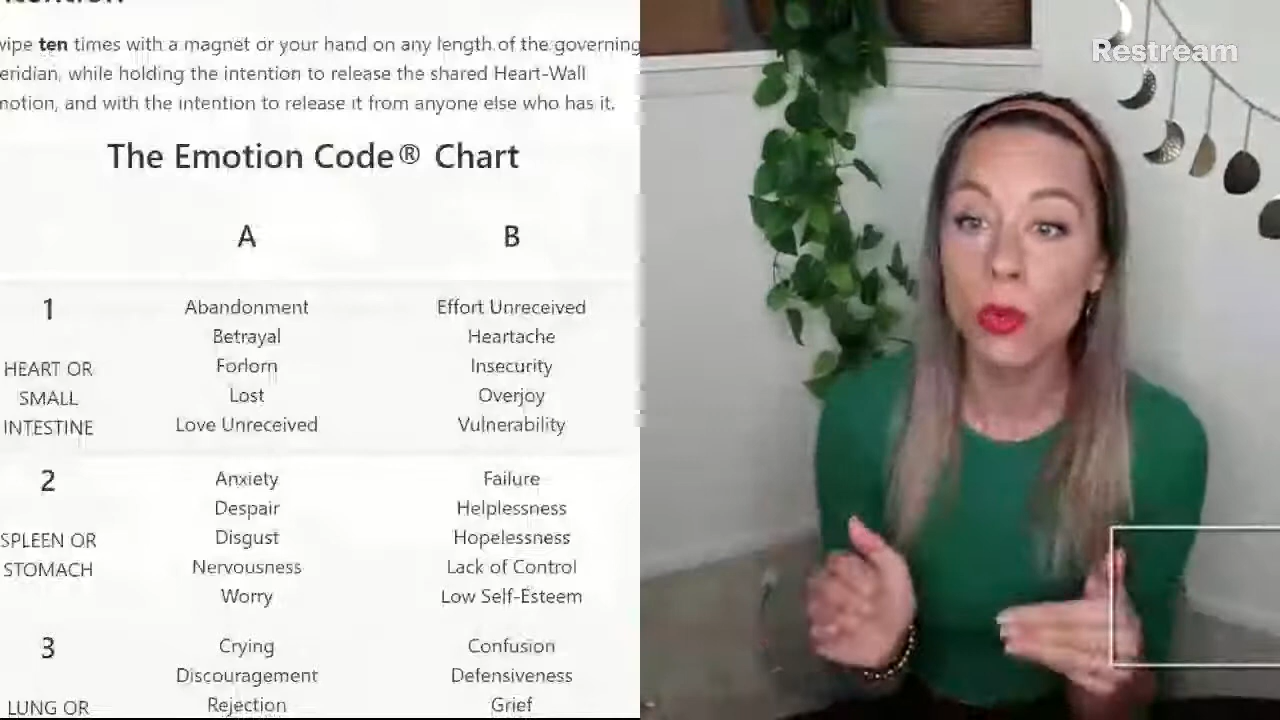 wipe ten times with a magnet or your hand on any length of the governing
eridian, while holding the intention to release the shared Heart-Wall
motion, and with the intention to release it from anyone else who has it.
The Emotion Code® Chart
A B
1
HEART OR
SMALL
INTESTINE
Abandonment
Betrayal
Forlorn
Lost
Love Unreceived
Effort Unreceived
Heartache
Insecurity
Overjoy
Vulnerability
2
SPLEEN OR
STOMACH
Anxiety
Despair
Disgust
Nervousness
Worry
Failure
Helplessness
Hopelessness
Lack of Control
Low Self-Esteem
3
LUNG OR
Crying
Discouragement
Rejection
Confusion
Defensiveness
Grief
Restream